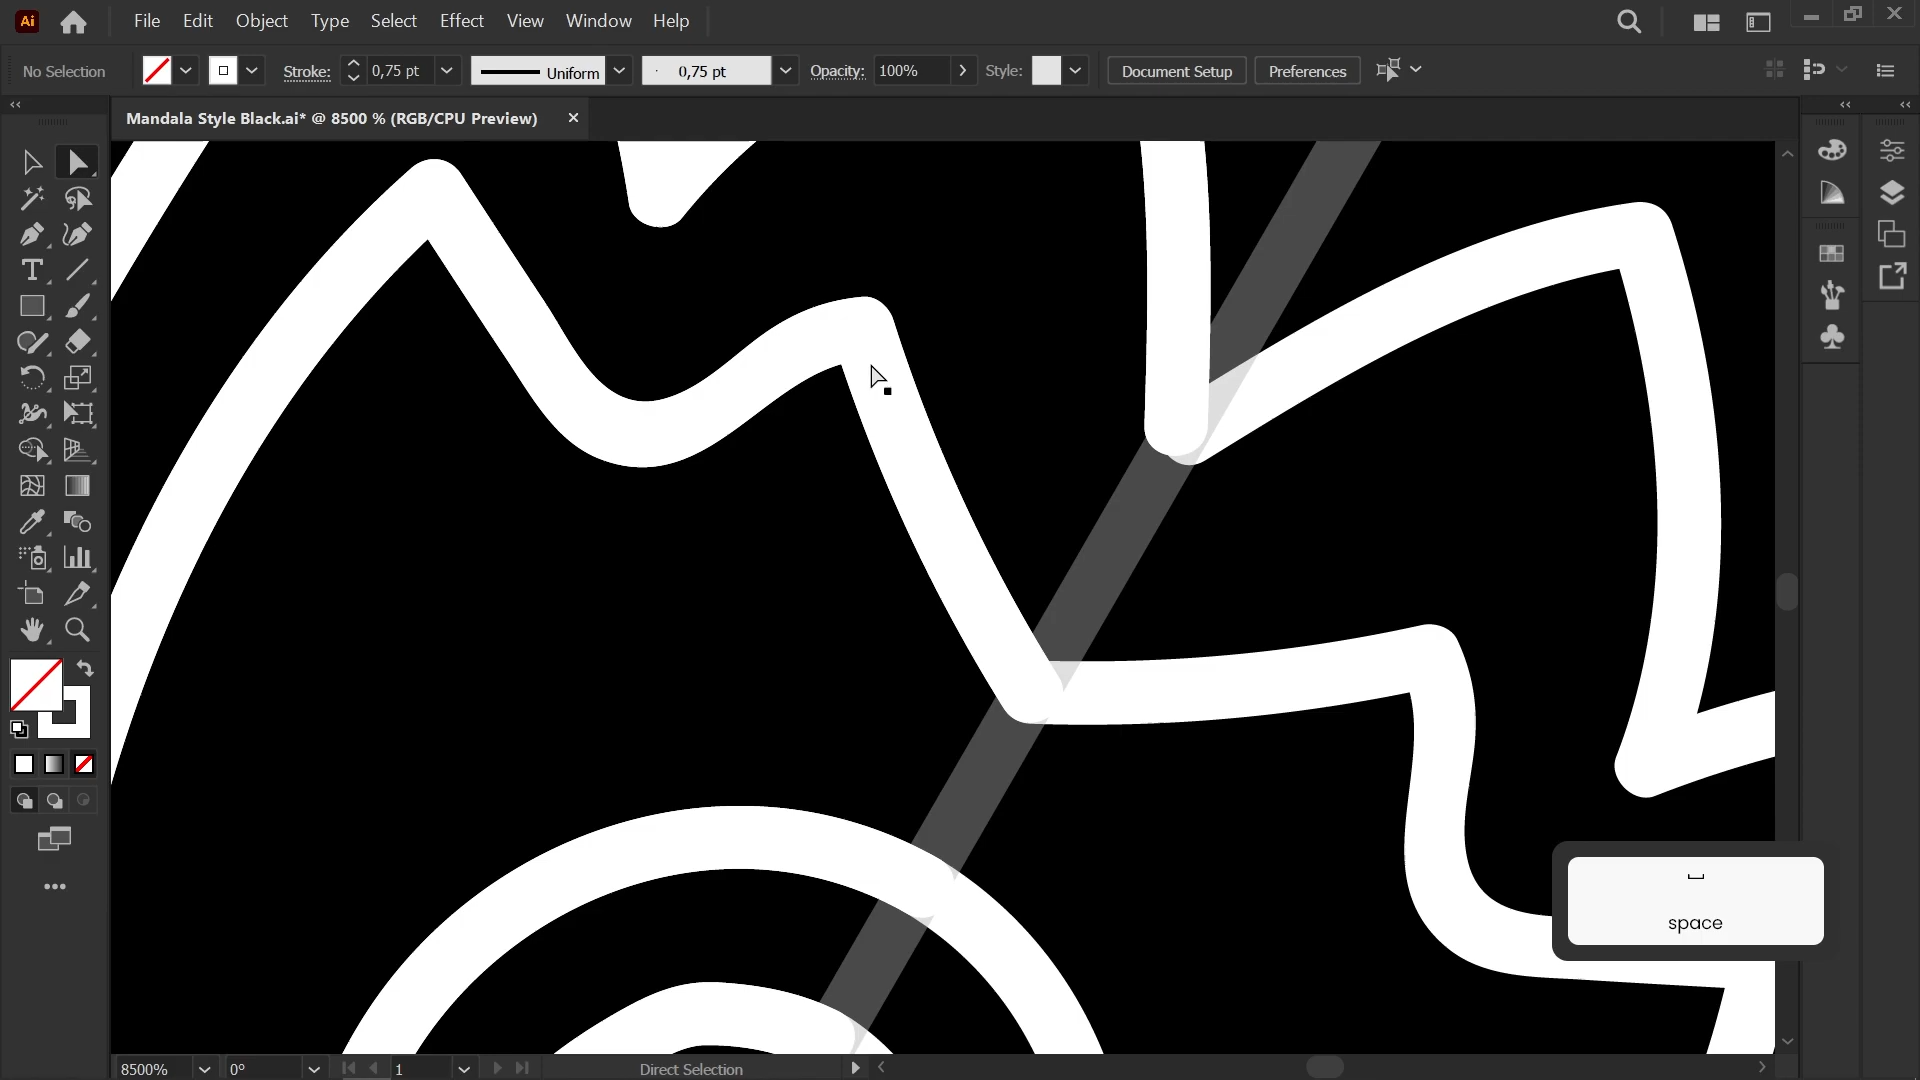 Ai File Edit Object Type Select Effect View Window Help
No Selection Stroke: 0,75 pt Uniform 0,75 pt Opacity: 100% Style: Document Setup Preferences
Mandala Style Black.ai* @ 8500 % (RGB/CPU Preview)
space
8500% 0° 1 Direct Selection